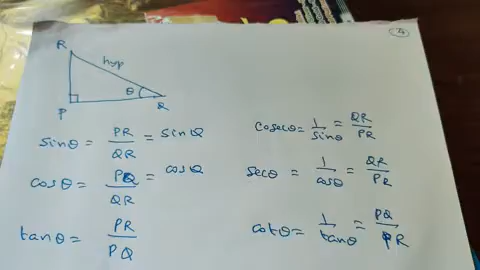 4
R
hyp
θ
P
Q
sinθ = PR/QR = sinQ
cosecθ = 1/sinθ = QR/PR
cosθ = PQ/QR = cosQ
secθ = 1/cosθ = QR/PR
tanθ = PR/PQ
cotθ = 1/tanθ = PQ/PR